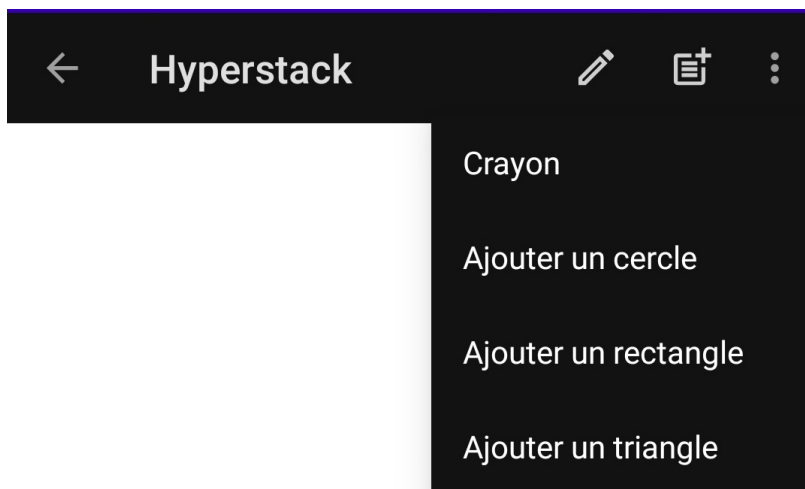 Hyperstack
Crayon
Ajouter un cercle
Ajouter un rectangle
Ajouter un triangle